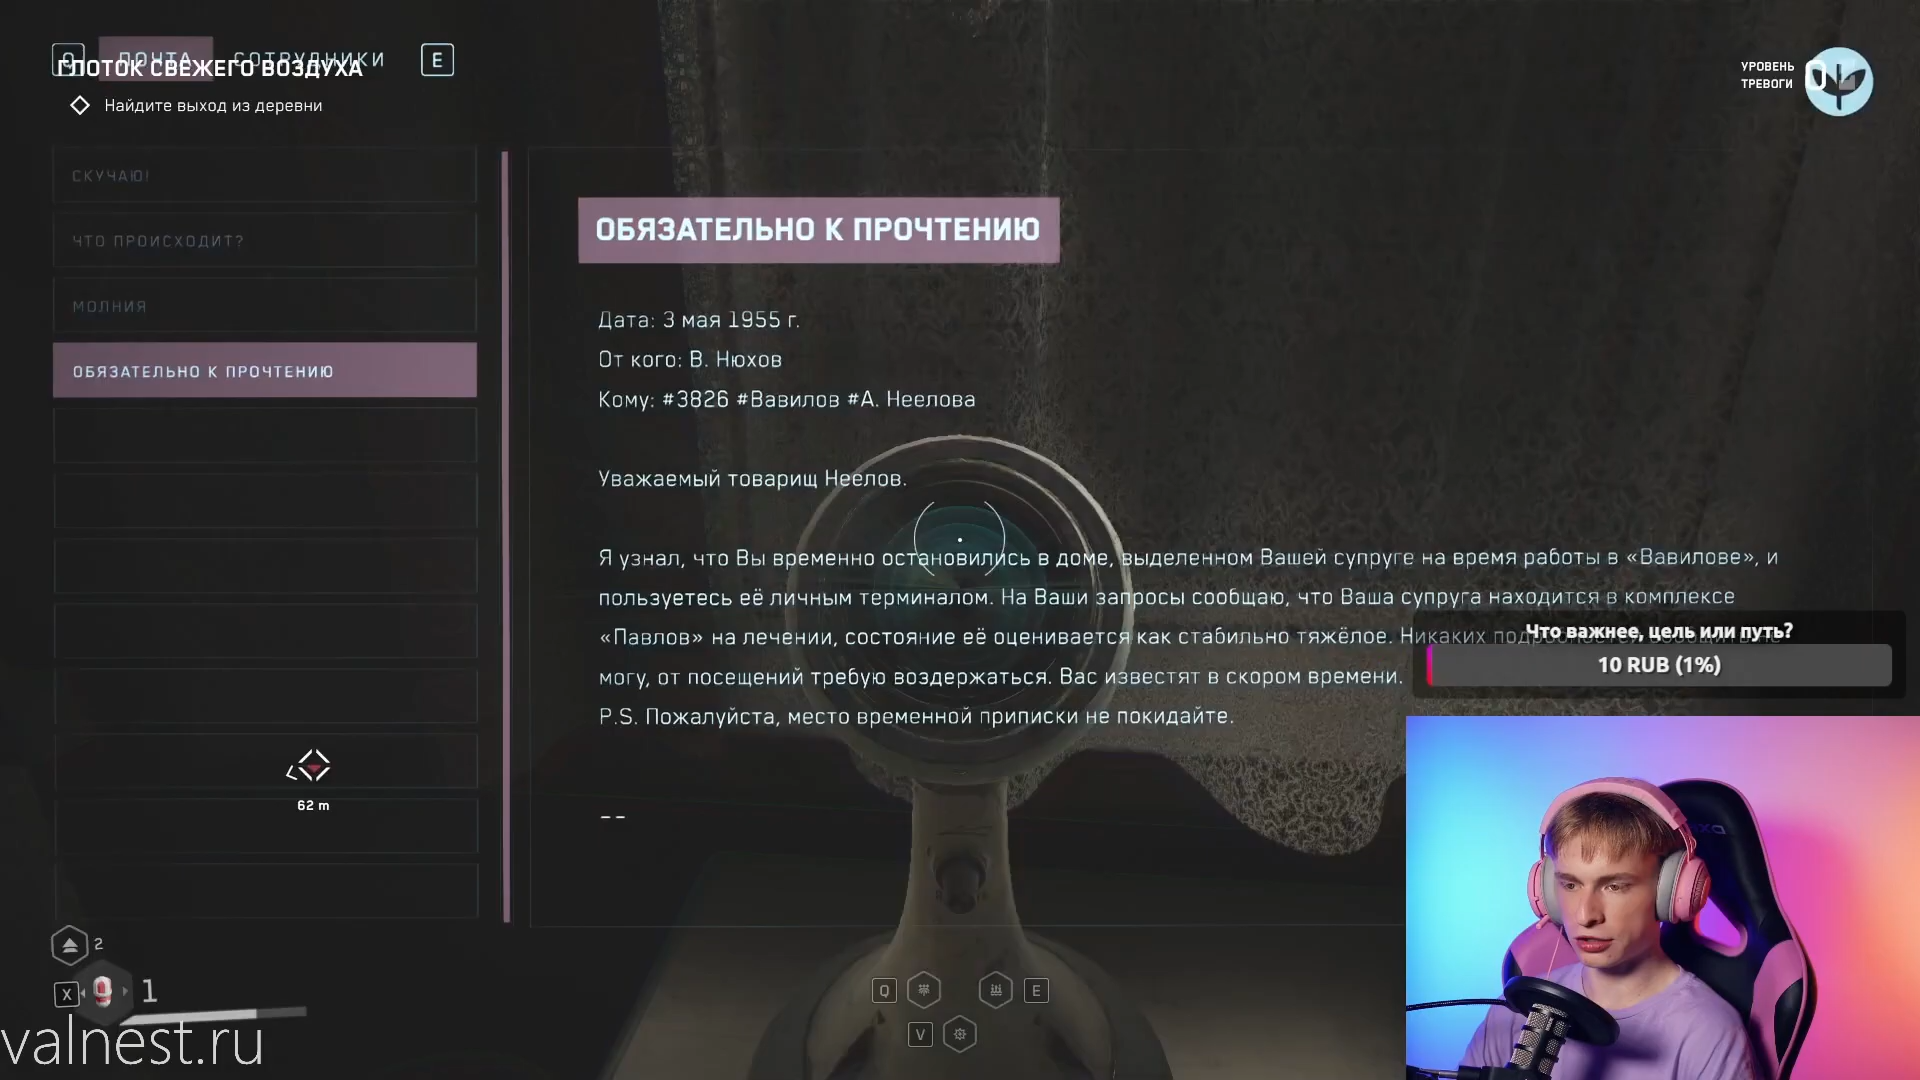 Q ПОЧТА СОТРУДНИКИ E
ГЛОТОК СВЕЖЕГО ВОЗДУХА
Найдите выход из деревни
УРОВЕНЬ
ТРЕВОГИ
0
СКУЧАЮ!
ЧТО ПРОИСХОДИТ?
МОЛНИЯ
ОБЯЗАТЕЛЬНО К ПРОЧТЕНИЮ
ОБЯЗАТЕЛЬНО К ПРОЧТЕНИЮ
Дата: 3 мая 1955 г.
От кого: В. Нюхов
Кому: #3826 #Вавилов #А. Неелова
Уважаемый товарищ Неелов.
Я узнал, что Вы временно остановились в доме, выделенном Вашей супруге на время работы в «Вавилове», и
пользуетесь её личным терминалом. На Ваши запросы сообщаю, что Ваша супруга находится в комплексе
«Павлов» на лечении, состояние её оценивается как стабильно тяжёлое. Никаких
могу, от посещений требую воздержаться. Вас известят в скором времени.
P.S. Пожалуйста, место временной приписки не покидайте.
--
Что важнее, цель или путь?
10 RUB (1%)
62 m
2
X 1
Q E
V
valnest.ru